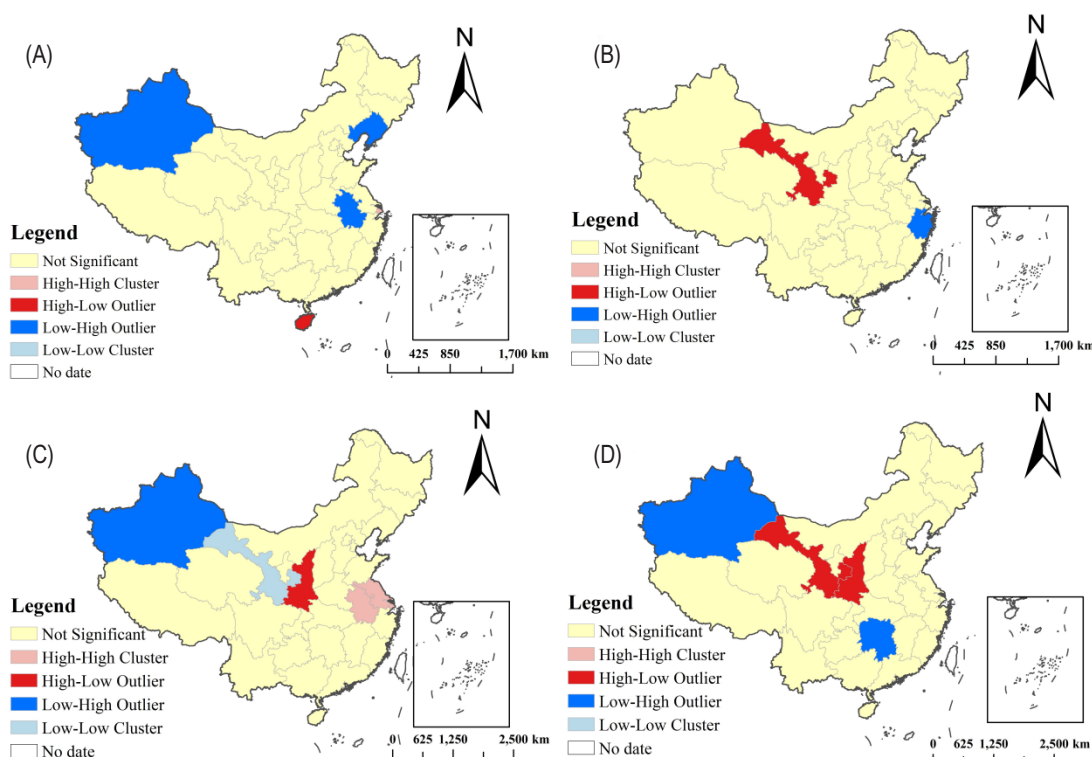 (A)
N
Legend
Not Significant
High-High Cluster
High-Low Outlier
Low-High Outlier
Low-Low Cluster
No date
0 425 850 1,700 km
(B)
N
Legend
Not Significant
High-High Cluster
High-Low Outlier
Low-High Outlier
Low-Low Cluster
No date
0 425 850 1,700 km
(C)
N
Legend
Not Significant
High-High Cluster
High-Low Outlier
Low-High Outlier
Low-Low Cluster
No date
0 625 1,250 2,500 km
(D)
N
Legend
Not Significant
High-High Cluster
High-Low Outlier
Low-High Outlier
Low-Low Cluster
No date
0 625 1,250 2,500 km